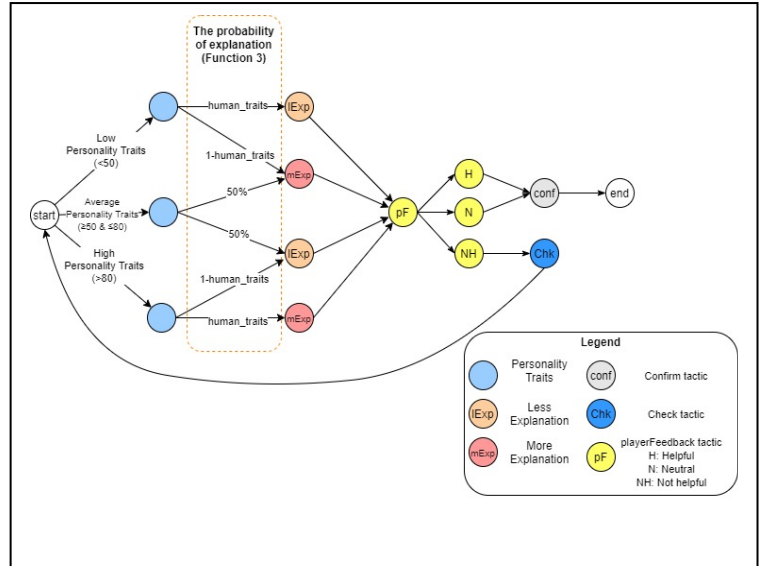 The probability
of explanation
(Function 3)
human_traits
lExp
Low
Personality Traits
(<50)
1-human_traits
mExp
H
50%
conf
end
start
Average
Personality Traits
(≥50 & ≤80)
pF
N
50%
High
Personality Traits
(>80)
lExp
NH
Chk
1-human_traits
human_traits
mExp
Legend
Personality
Traits
conf
Confirm tactic
lExp
Less
Explanation
Chk
Check tactic
mExp
More
Explanation
pF
playerFeedback tactic
H: Helpful
N: Neutral
NH: Not helpful